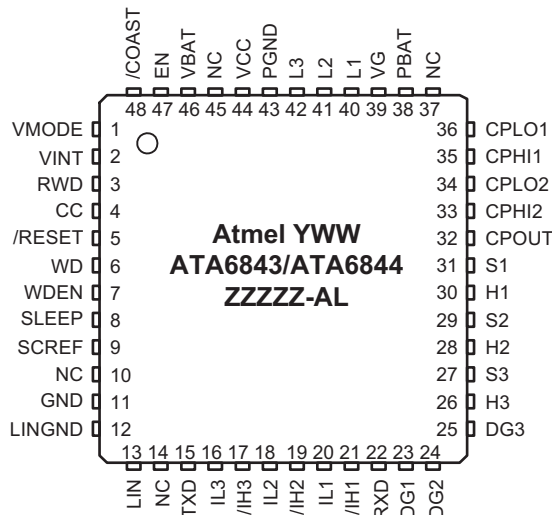 /COAST EN VBAT NC VCC PGND L3 L2 L1 VG PBAT NC
48 47 46 45 44 43 42 41 40 39 38 37
VMODE 1 36 CPLO1
VINT 2 35 CPHI1
RWD 3 34 CPLO2
CC 4 33 CPHI2
/RESET 5 Atmel YWW 32 CPOUT
WD 6 ATA6843/ATA6844 31 S1
WDEN 7 ZZZZZ-AL 30 H1
SLEEP 8 29 S2
SCREF 9 28 H2
NC 10 27 S3
GND 11 26 H3
LINGND 12 25 DG3
13 14 15 16 17 18 19 20 21 22 23 24
LIN NC TXD IL3 /IH3 IL2 /IH2 IL1 /IH1 RXD DG1 DG2